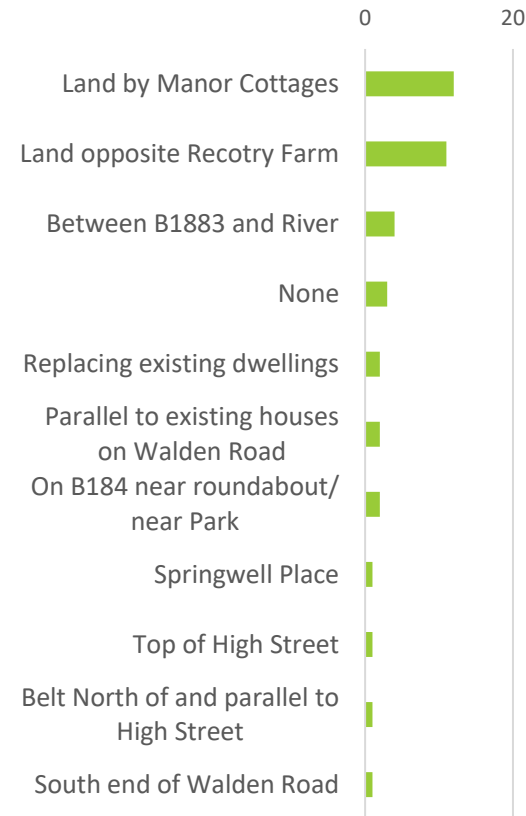 0 20
Land by Manor Cottages
Land opposite Recotry Farm
Between B1883 and River
None
Replacing existing dwellings
Parallel to existing houses
on Walden Road
On B184 near roundabout/
near Park
Springwell Place
Top of High Street
Belt North of and parallel to
High Street
South end of Walden Road